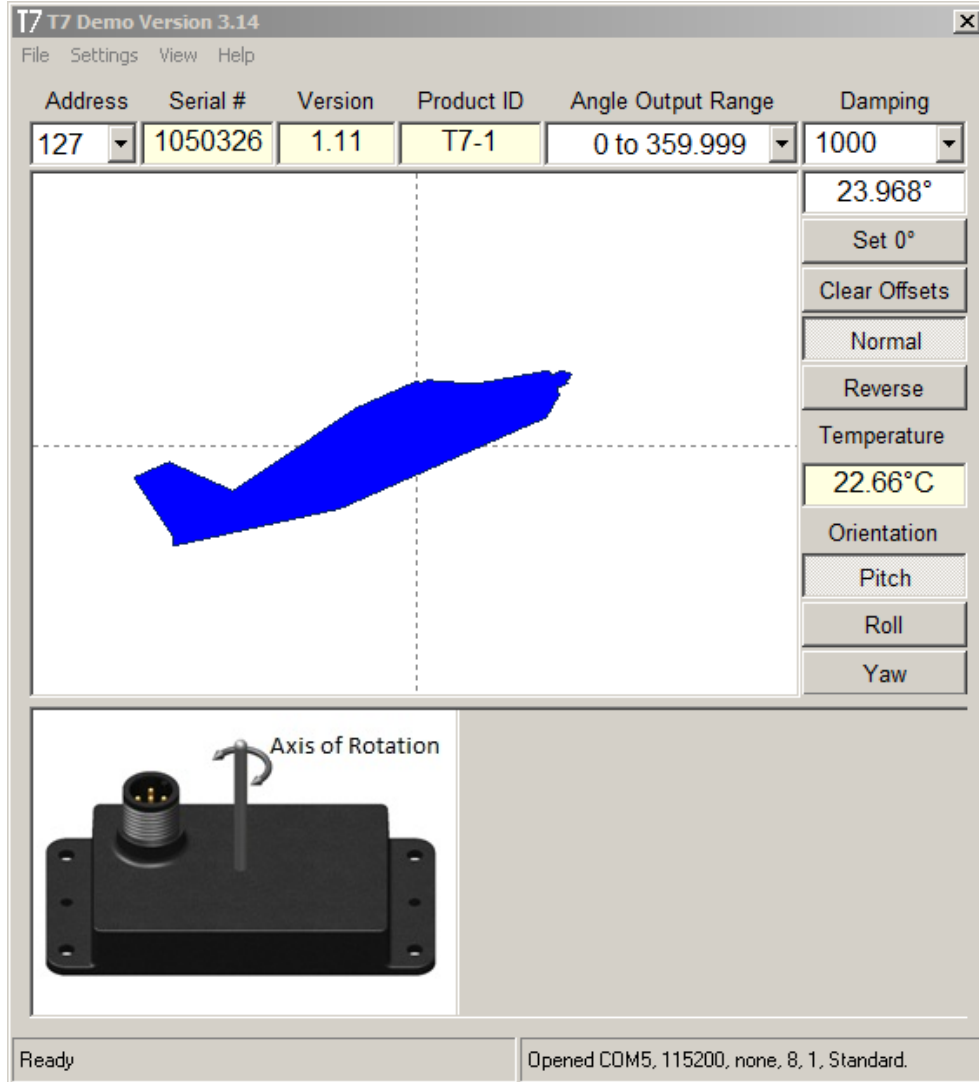 T7 T7 Demo Version 3.14
File Settings View Help
Address Serial # Version Product ID Angle Output Range Damping
127 1050326 1.11 T7-1 0 to 359.999 1000
23.968°
Set 0°
Clear Offsets
Normal
Reverse
Temperature
22.66°C
Orientation
Pitch
Roll
Yaw
Axis of Rotation
Ready Opened COM5, 115200, none, 8, 1, Standard.